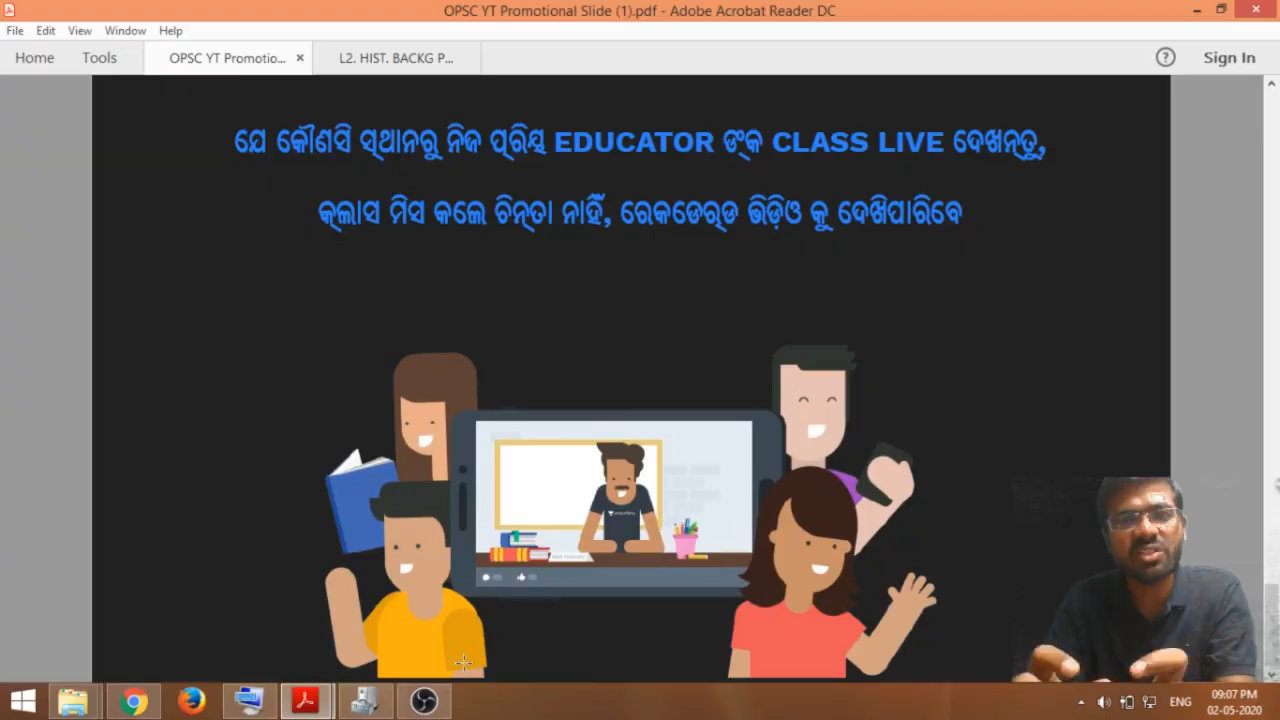 OPSC YT Promotional Slide (1).pdf - Adobe Acrobat Reader DC
File Edit View Window Help
Home Tools OPSC YT Promotio... × L2. HIST. BACKG P... ? Sign In
ଯେ କୌଣସି ସ୍ଥାନରୁ ନିଜ ପ୍ରିୟ EDUCATOR ଙ୍କ CLASS LIVE ଦେଖନ୍ତୁ,
କ୍ଲାସ ମିସ କଲେ ଚିନ୍ତା ନାହିଁ, ରେକଡେର୍ଡ ଭିଡ଼ିଓ କୁ ଦେଖିପାରିବେ
ENG 09:07 PM
02-05-2020